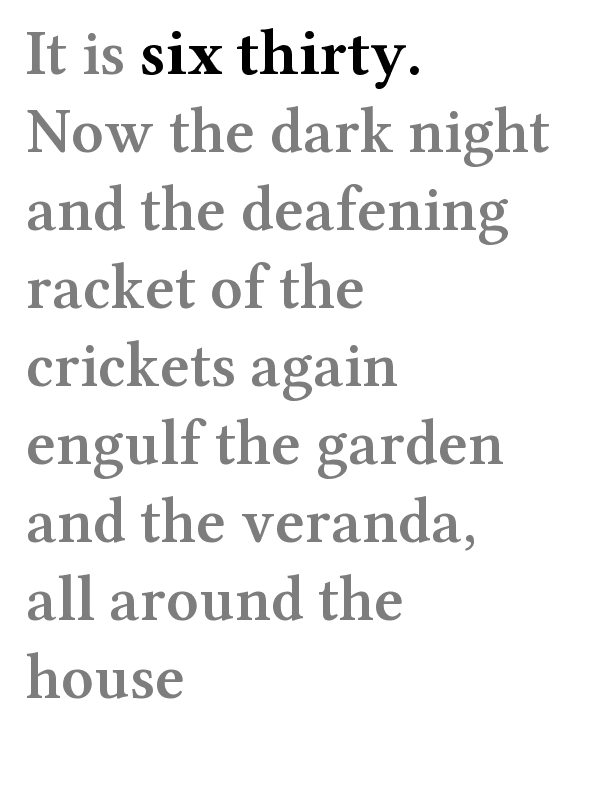 It is six thirty.
Now the dark night
and the deafening
racket of the
crickets again
engulf the garden
and the veranda,
all around the
house